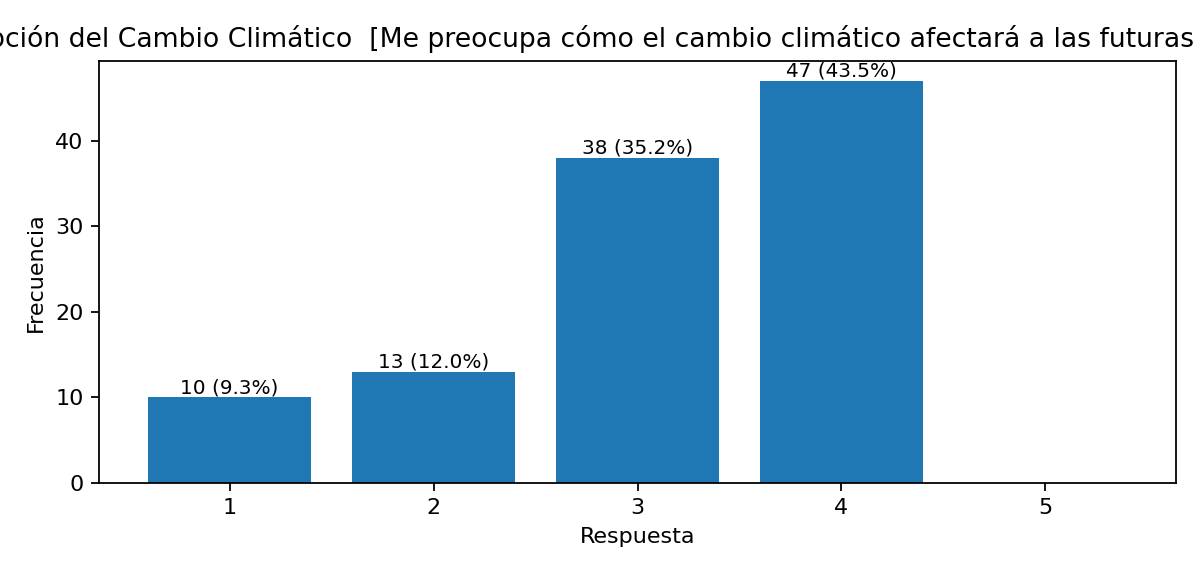 ción del Cambio Climático [Me preocupa cómo el cambio climático afectará a las futuras
47 (43.5%)
38 (35.2%)
13 (12.0%)
10 (9.3%)
40
30
20
10
0
Frecuencia
1 2 3 4 5
Respuesta